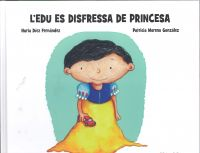 L'EDU ES DISFRESSA DE PRINCESA
Núria Díez Fernández Patricia Moreno González